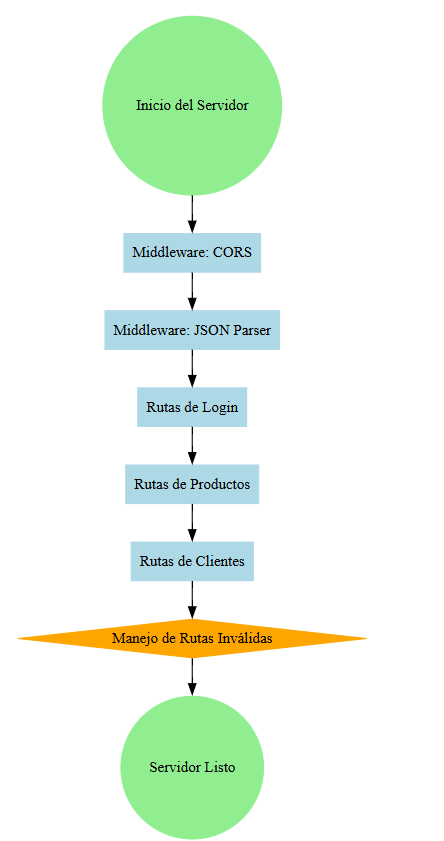 Inicio del Servidor
Middleware: CORS
Middleware: JSON Parser
Rutas de Login
Rutas de Productos
Rutas de Clientes
Manejo de Rutas Inválidas
Servidor Listo